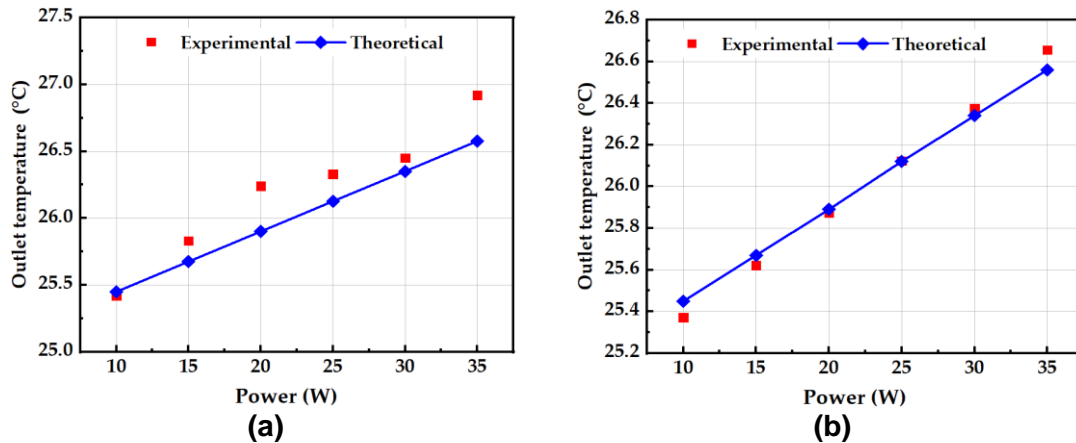 27.5
27.0
26.5
26.0
25.5
25.0
Outlet temperature (°C)
Experimental Theoretical
10 15 20 25 30 35
Power (W)
(a)
26.8
26.6
26.4
26.2
26.0
25.8
25.6
25.4
25.2
Outlet temperature (°C)
Experimental Theoretical
10 15 20 25 30 35
Power (W)
(b)